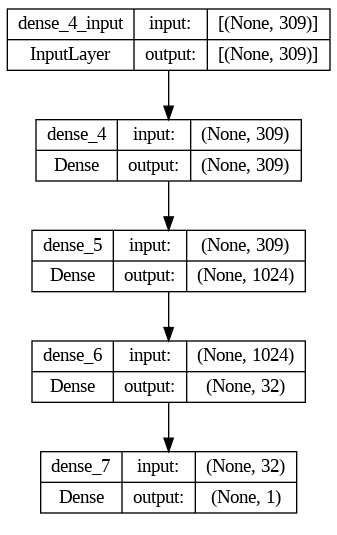 dense_4_input input: [(None, 309)]
InputLayer output: [(None, 309)]
dense_4 input: (None, 309)
Dense output: (None, 309)
dense_5 input: (None, 309)
Dense output: (None, 1024)
dense_6 input: (None, 1024)
Dense output: (None, 32)
dense_7 input: (None, 32)
Dense output: (None, 1)